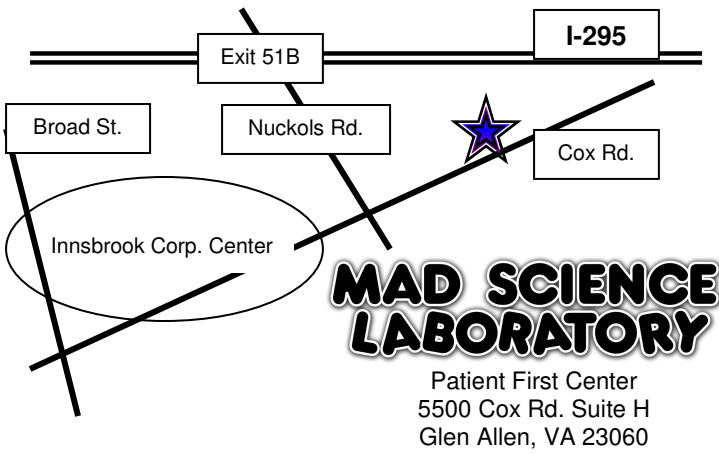 I-295
Exit 51B
Broad St.
Nuckols Rd.
Cox Rd.
Innsbrook Corp. Center
MAD SCIENCE
LABORATORY
Patient First Center
5500 Cox Rd. Suite H
Glen Allen, VA 23060